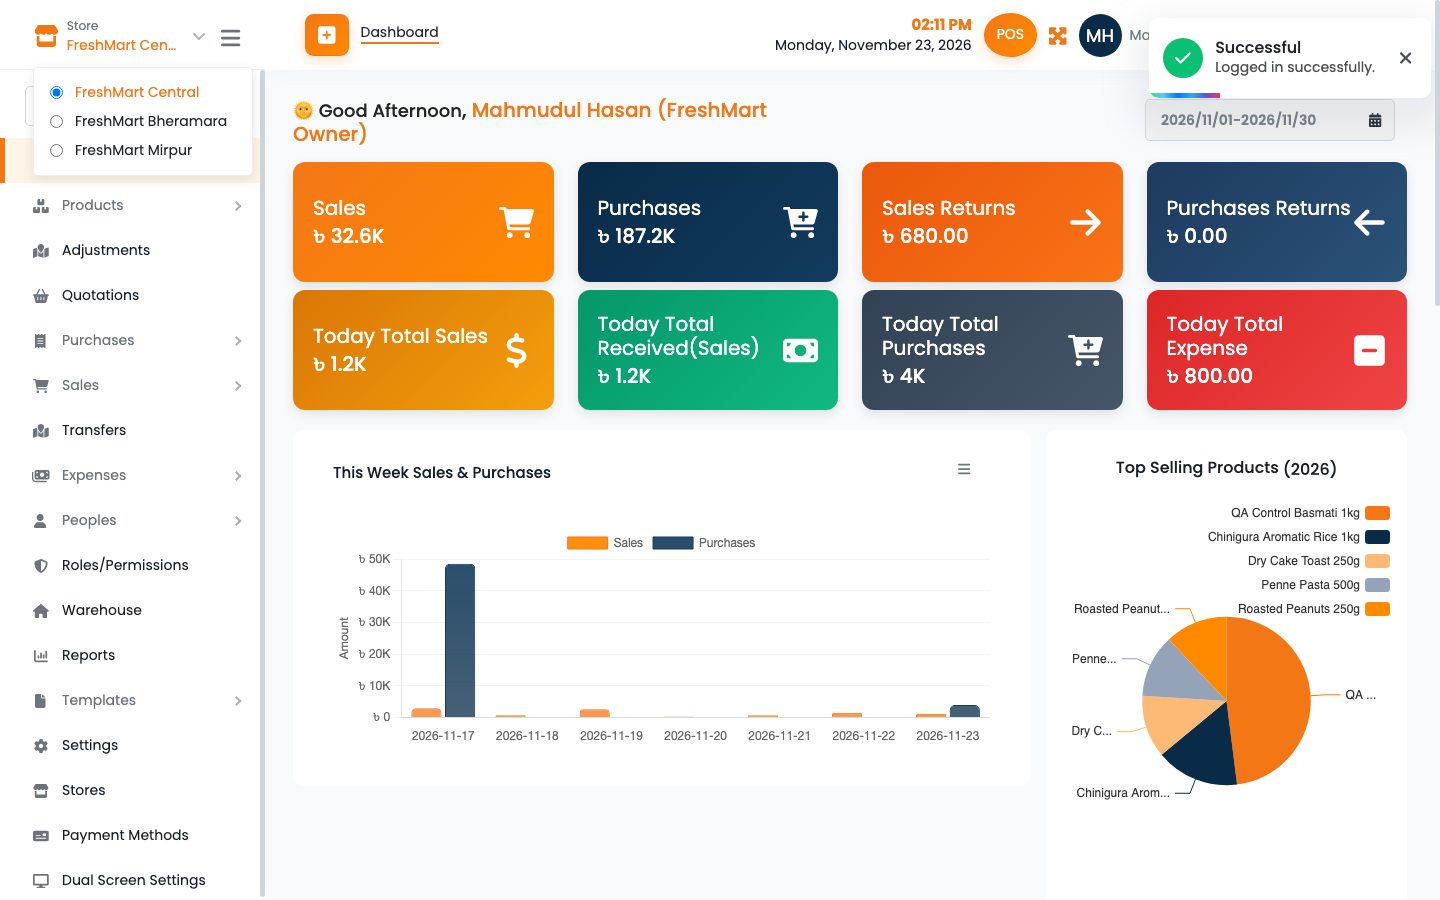 Store
FreshMart Cen...
FreshMart Central
FreshMart Bheramara
FreshMart Mirpur
Products
Adjustments
Quotations
Purchases
Sales
Transfers
Expenses
Peoples
Roles/Permissions
Warehouse
Reports
Templates
Settings
Stores
Payment Methods
Dual Screen Settings
Dashboard
02:11 PM
Monday, November 23, 2026
POS
MH
Successful
Logged in successfully.
🌞 Good Afternoon, Mahmudul Hasan (FreshMart
Owner)
2026/11/01-2026/11/30
Sales
৳ 32.6K
Purchases
৳ 187.2K
Sales Returns
৳ 680.00
Purchases Returns
৳ 0.00
Today Total Sales
৳ 1.2K
Today Total
Received(Sales)
৳ 1.2K
Today Total
Purchases
৳ 4K
Today Total
Expense
৳ 800.00
This Week Sales & Purchases
Sales
Purchases
Amount
৳ 50K
৳ 40K
৳ 30K
৳ 20K
৳ 10K
৳ 0
2026-11-17
2026-11-18
2026-11-19
2026-11-20
2026-11-21
2026-11-22
2026-11-23
Top Selling Products (2026)
QA Control Basmati 1kg
Chinigura Aromatic Rice 1kg
Dry Cake Toast 250g
Penne Pasta 500g
Roasted Peanuts 250g
Roasted Peanut...
Penne...
QA ...
Dry C...
Chinigura Arom...